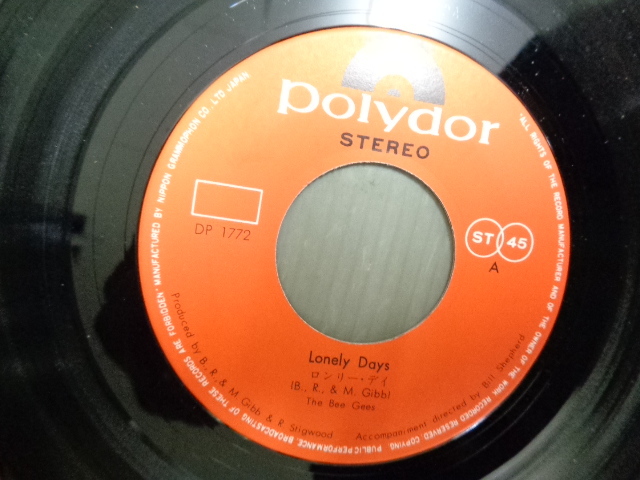 polydor
STEREO
DP 1772
ST 45
A
Lonely Days
ロンリー・デイ
(B., R., & M. Gibb)
The Bee Gees
Produced by B., R., & M. Gibb & R. Stigwood
Accompaniment directed by Bill Shepherd
ALL RIGHTS OF THE RECORD MANUFACTURER AND OF THE OWNER OF THE WORK RECORDED RESERVED COPYING PUBLIC PERFORMANCE BROADCASTING OF THESE RECORDS ARE FORBIDDEN · MANUFACTURED BY NIPPON GRAMMOPHON CO., LTD JAPAN